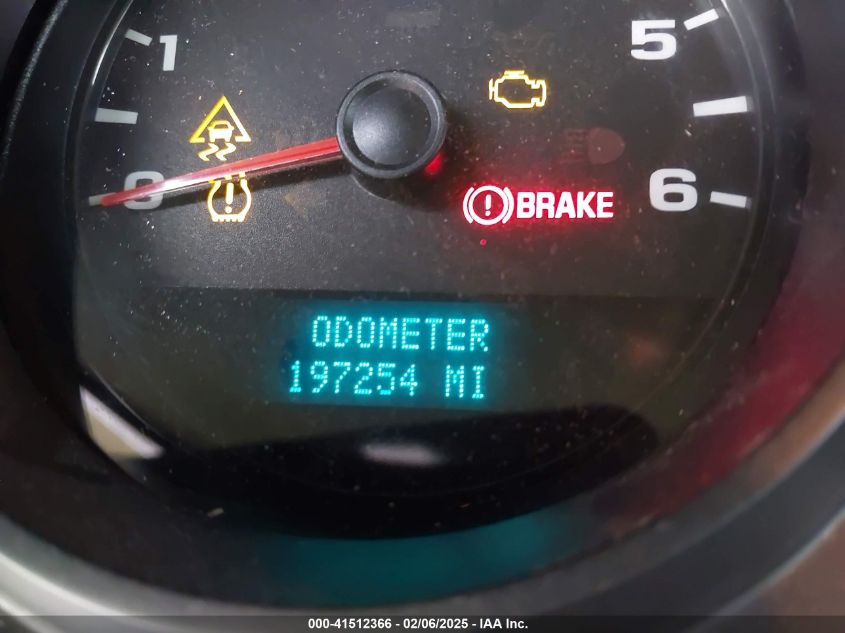 1
5
0
6
BRAKE
ODOMETER
197254 MI
000-41512366 - 02/06/2025 - IAA Inc.